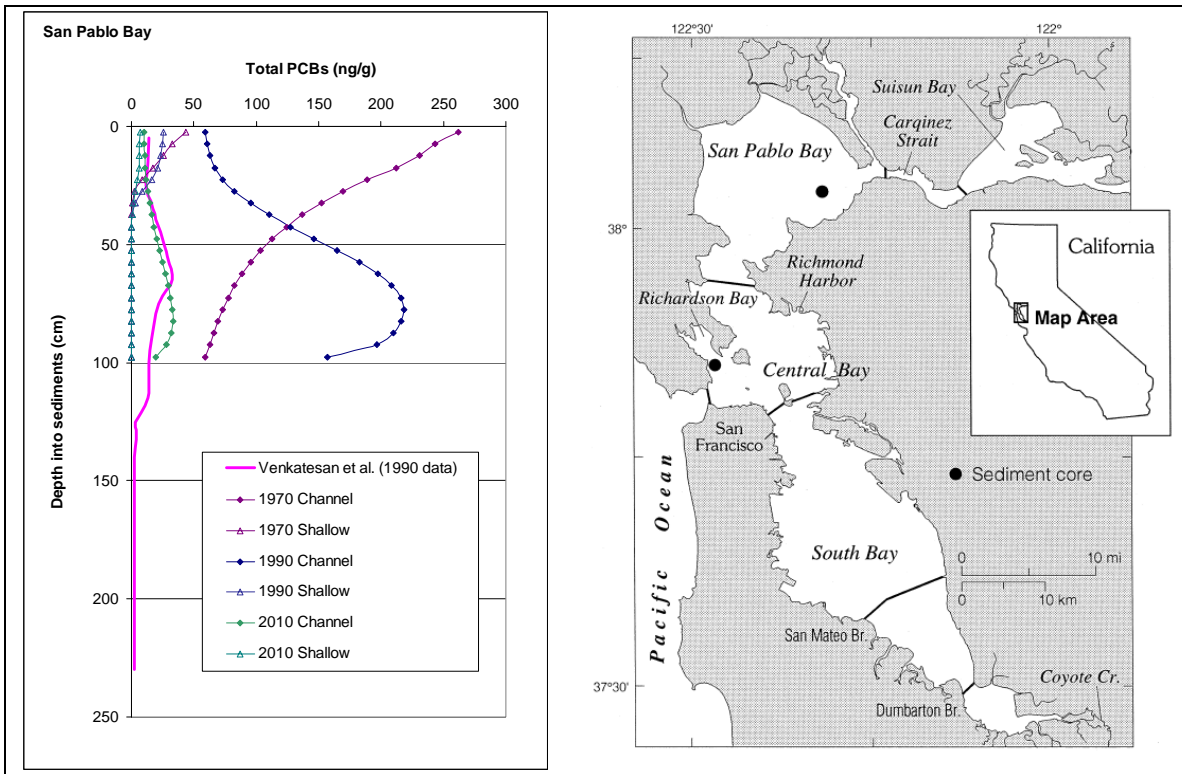 San Pablo Bay
Total PCBs (ng/g)
0 50 100 150 200 250 300
0
50
100
150
200
250
Depth into sediments (cm)
Venkatesan et al. (1990 data)
1970 Channel
1970 Shallow
1990 Channel
1990 Shallow
2010 Channel
2010 Shallow
122°30'
122°
Suisun Bay
Carqinez
Strait
San Pablo Bay
38°
Richmond
Harbor
Richardson Bay
California
Map Area
Central Bay
San
Francisco
Sediment core
Pacific Ocean
South Bay
0 10 mi
0 10 km
San Mateo Br.
37°30'
Coyote Cr.
Dumbarton Br.